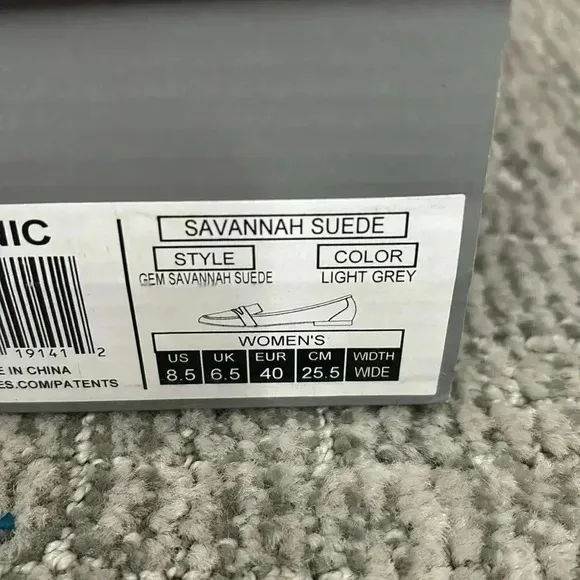 NIC
19141 2
E IN CHINA
ES.COM/PATENTS
SAVANNAH SUEDE
STYLE COLOR
GEM SAVANNAH SUEDE LIGHT GREY
WOMEN'S
US UK EUR CM WIDTH
8.5 6.5 40 25.5 WIDE